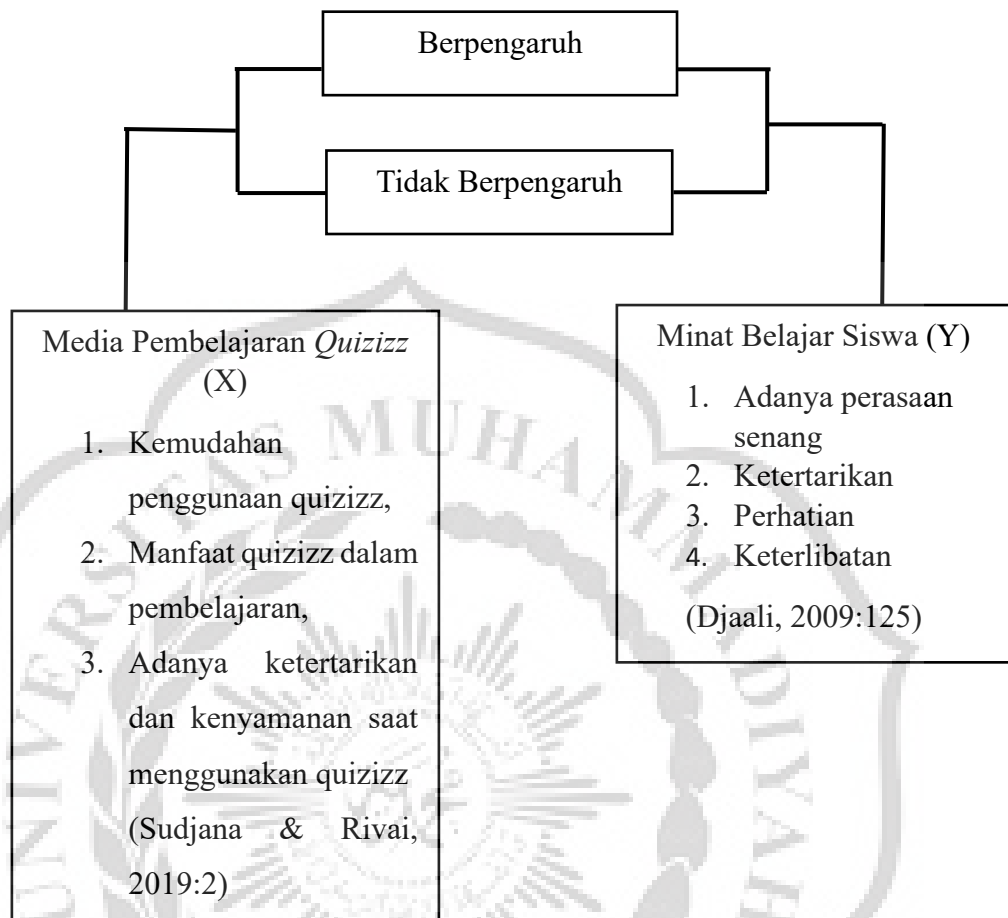 Berpengaruh
Tidak Berpengaruh
Media Pembelajaran Quizizz
(X)
1. Kemudahan
penggunaan quizizz,
2. Manfaat quizizz dalam
pembelajaran,
3. Adanya ketertarikan
dan kenyamanan saat
menggunakan quizizz
(Sudjana & Rivai,
2019:2)
Minat Belajar Siswa (Y)
1. Adanya perasaan
senang
2. Ketertarikan
3. Perhatian
4. Keterlibatan
(Djaali, 2009:125)
UNIVERSITAS MUHAMMADIYAH